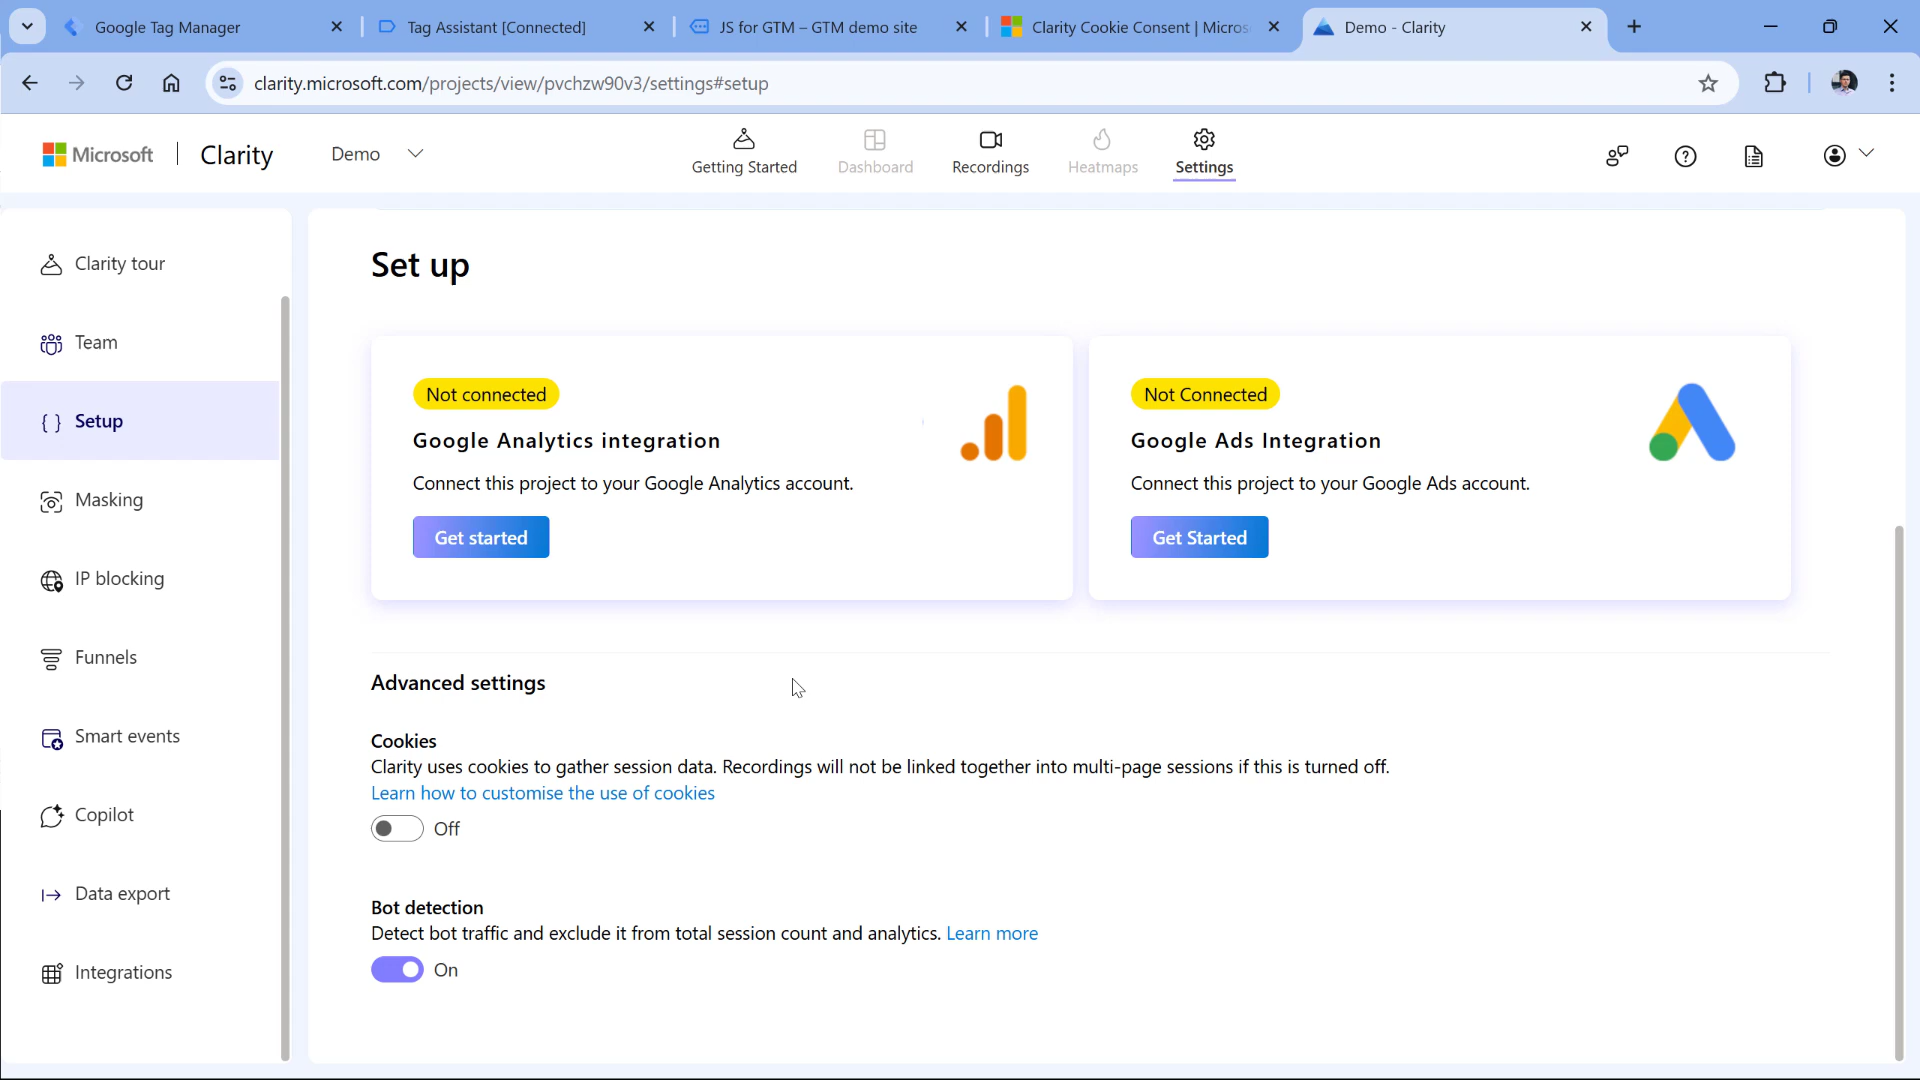 Google Tag Manager
Tag Assistant [Connected]
JS for GTM – GTM demo site
Clarity Cookie Consent | Micros
Demo - Clarity
clarity.microsoft.com/projects/view/pvchzw90v3/settings#setup
Microsoft
Clarity
Demo
Getting Started
Dashboard
Recordings
Heatmaps
Settings
Clarity tour
Team
{ } Setup
Masking
IP blocking
Funnels
Smart events
Copilot
Data export
Integrations
Set up
Not connected
Google Analytics integration
Connect this project to your Google Analytics account.
Get started
Not Connected
Google Ads Integration
Connect this project to your Google Ads account.
Get Started
Advanced settings
Cookies
Clarity uses cookies to gather session data. Recordings will not be linked together into multi-page sessions if this is turned off.
Learn how to customise the use of cookies
Off
Bot detection
Detect bot traffic and exclude it from total session count and analytics. Learn more
On